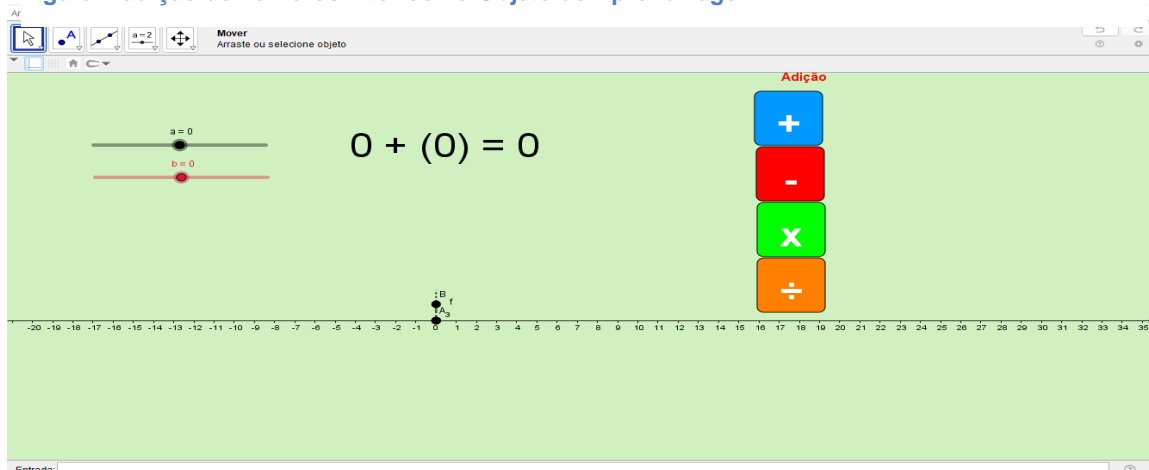 Mover
Arraste ou selecione objeto
a = 2
A
Adição
a = 0
b = 0
0 + (0) = 0
+
-
x
÷
B
f
A₃
-20 -19 -18 -17 -16 -15 -14 -13 -12 -11 -10 -9 -8 -7 -6 -5 -4 -3 -2 -1 0 1 2 3 4 5 6 7 8 9 10 11 12 13 14 15 16 17 18 19 20 21 22 23 24 25 26 27 28 29 30 31 32 33 34 35
Entrada: